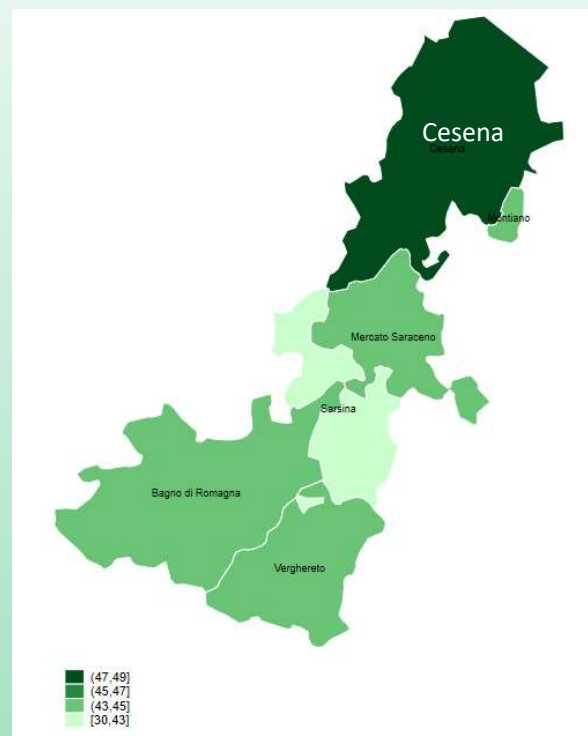 Cesena
Cesena
Montiano
Mercato Saraceno
Sarsina
Bagno di Romagna
Verghereto
(47,49]
(45,47]
(43,45]
[30,43]